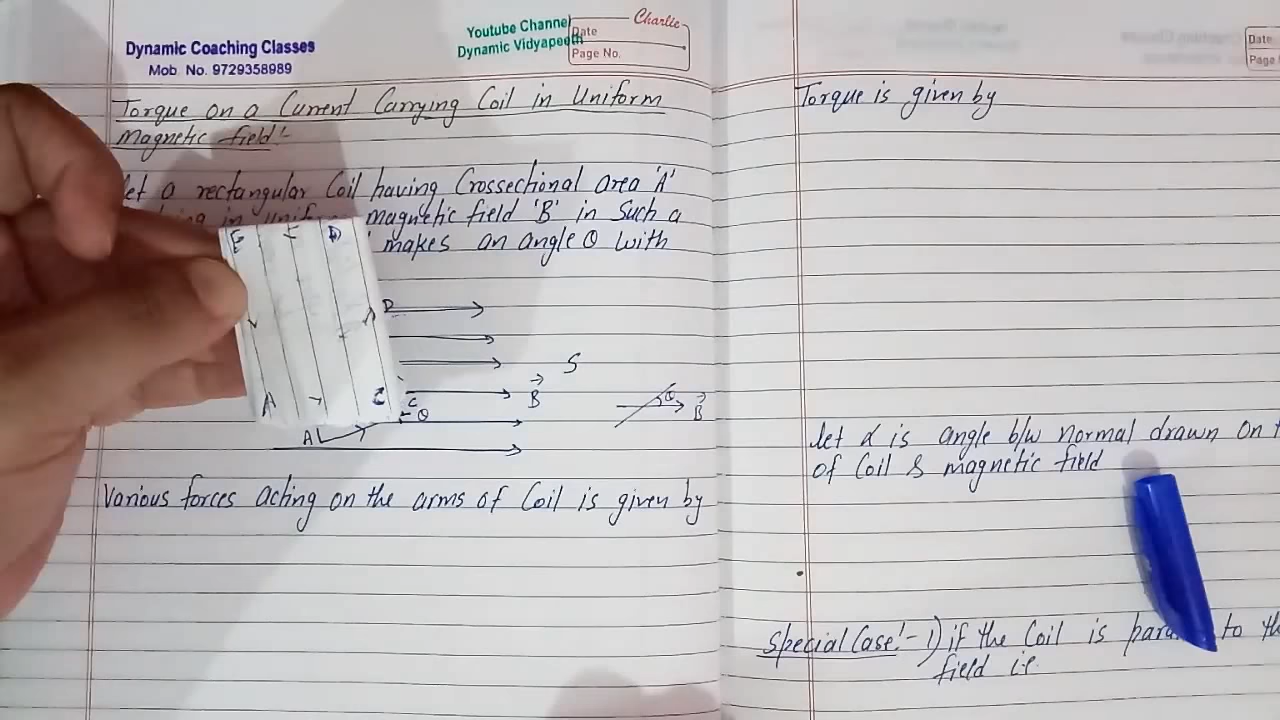 Dynamic Coaching Classes
Mob. No. 9729358989
Youtube Channel
Dynamic Vidyapeeth
Charlie
Date
Page No.
Torque on a Current Carrying Coil in Uniform
Magnetic field:-
let a rectangular Coil having Crossectional area 'A'
in magnetic field 'B' in Such a
makes an angle θ with
E D
A C
D
S
B
C
θ
A
θ
B
Various forces acting on the arms of Coil is given by
Date
Page
Torque is given by
let α is angle b/w normal drawn on
of Coil & magnetic field
Special Case:- 1) if the Coil is to
field i.e.